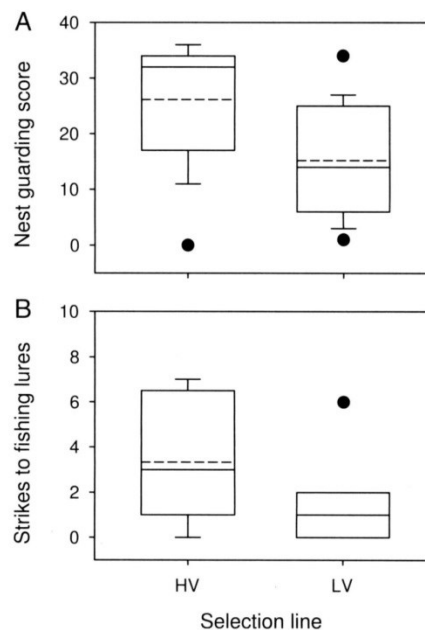 A
Nest guarding score
40
30
20
10
0
B
Strikes to fishing lures
10
8
6
4
2
0
HV
LV
Selection line